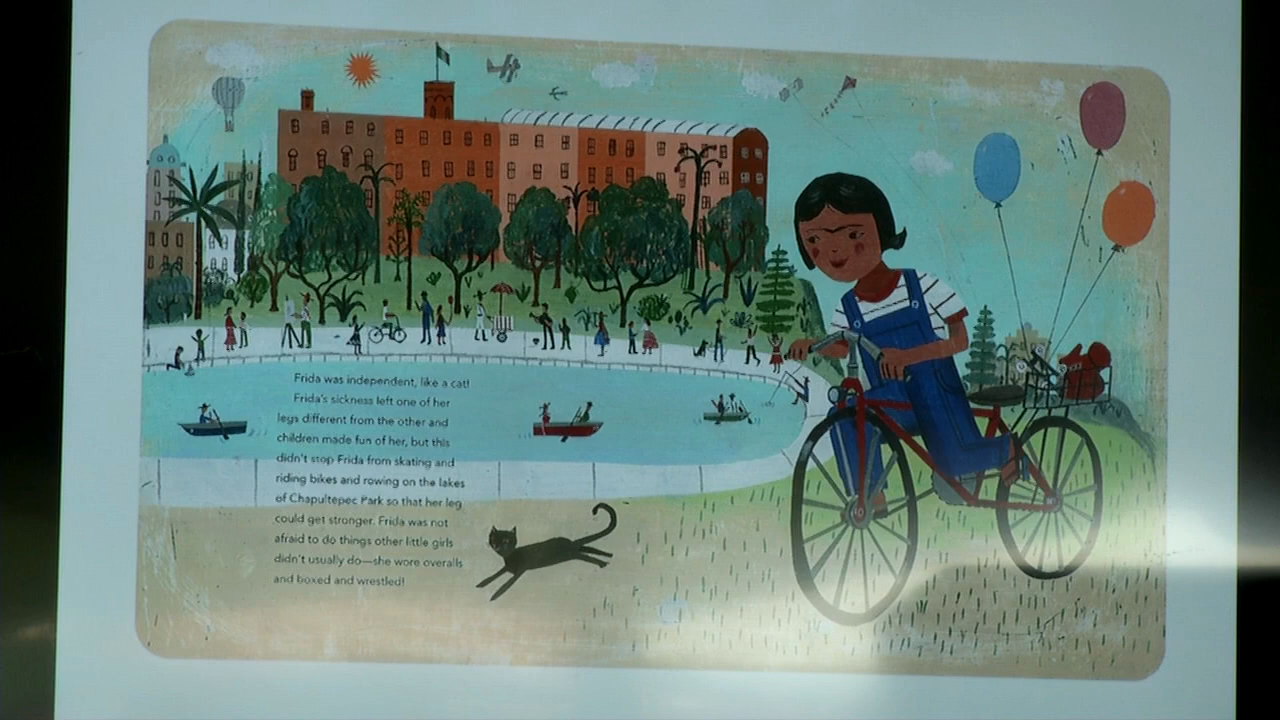 Frida was independent, like a cat!
Frida's sickness left one of her
legs different from the other and
children made fun of her, but this
didn't stop Frida from skating and
riding bikes and rowing on the lakes
of Chapultepec Park so that her leg
could get stronger. Frida was not
afraid to do things other little girls
didn't usually do—she wore overalls
and boxed and wrestled!